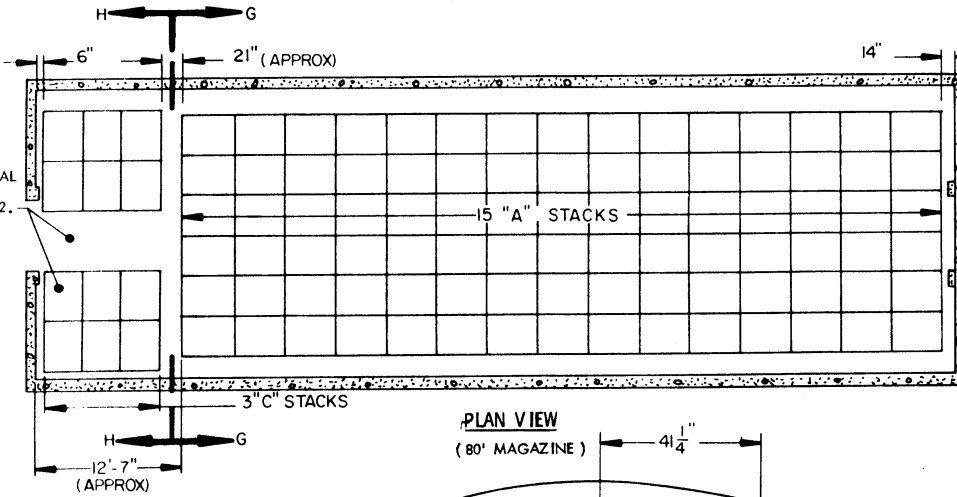 H G
6" 21" (APPROX) 14"
AL
2.
15 "A" STACKS
3"C" STACKS
H G
12'-7"
(APPROX)
PLAN VIEW
(80' MAGAZINE)
41 1/4"